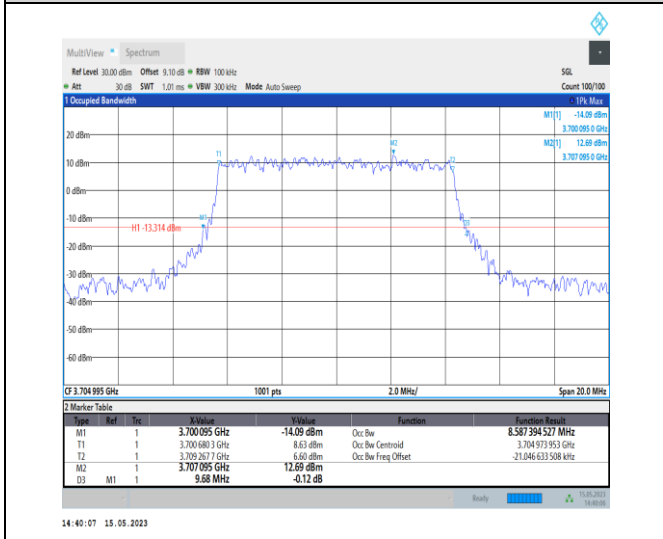 MultiView Spectrum
Ref Level 30.00 dBm Offset 9.10 dB RBW 100 kHz SGL
Att 30 dB SWT 1.01 ms VBW 300 kHz Mode Auto Sweep Count 100/100
1 Occupied Bandwidth 1Pk Max
M1[1] -14.09 dBm
3.700 095 0 GHz
M2[1] 12.69 dBm
3.707 095 0 GHz
20 dBm
M2
T1
T2
10 dBm
0 dBm
-10 dBm
M1
H1 -13.314 dBm
D3
-20 dBm
-30 dBm
-40 dBm
-50 dBm
-60 dBm
CF 3.704 995 GHz 1001 pts 2.0 MHz/ Span 20.0 MHz
2 Marker Table
Type Ref Trc X-Value Y-Value Function Function Result
M1 1 3.700 095 GHz -14.09 dBm Occ Bw 8.587 394 527 MHz
T1 1 3.700 680 3 GHz 8.63 dBm Occ Bw Centroid 3.704 973 953 GHz
T2 1 3.709 267 7 GHz 6.60 dBm Occ Bw Freq Offset -21.046 633 508 kHz
M2 1 3.707 095 GHz 12.69 dBm
D3 M1 1 9.68 MHz -0.12 dB
Ready 15.05.2023
14:40:06
14:40:07 15.05.2023